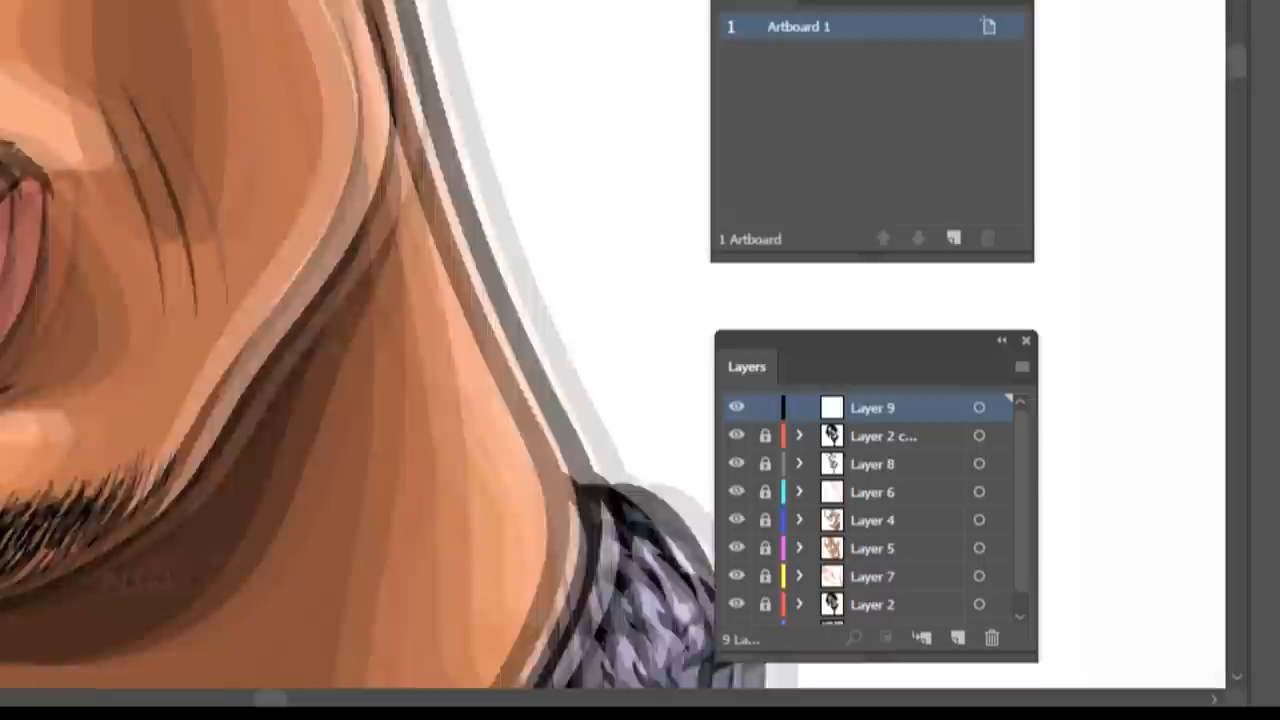 1 Artboard 1
1 Artboard
Layers
Layer 9
Layer 2 c...
Layer 8
Layer 6
Layer 4
Layer 5
Layer 7
Layer 2
9 La...